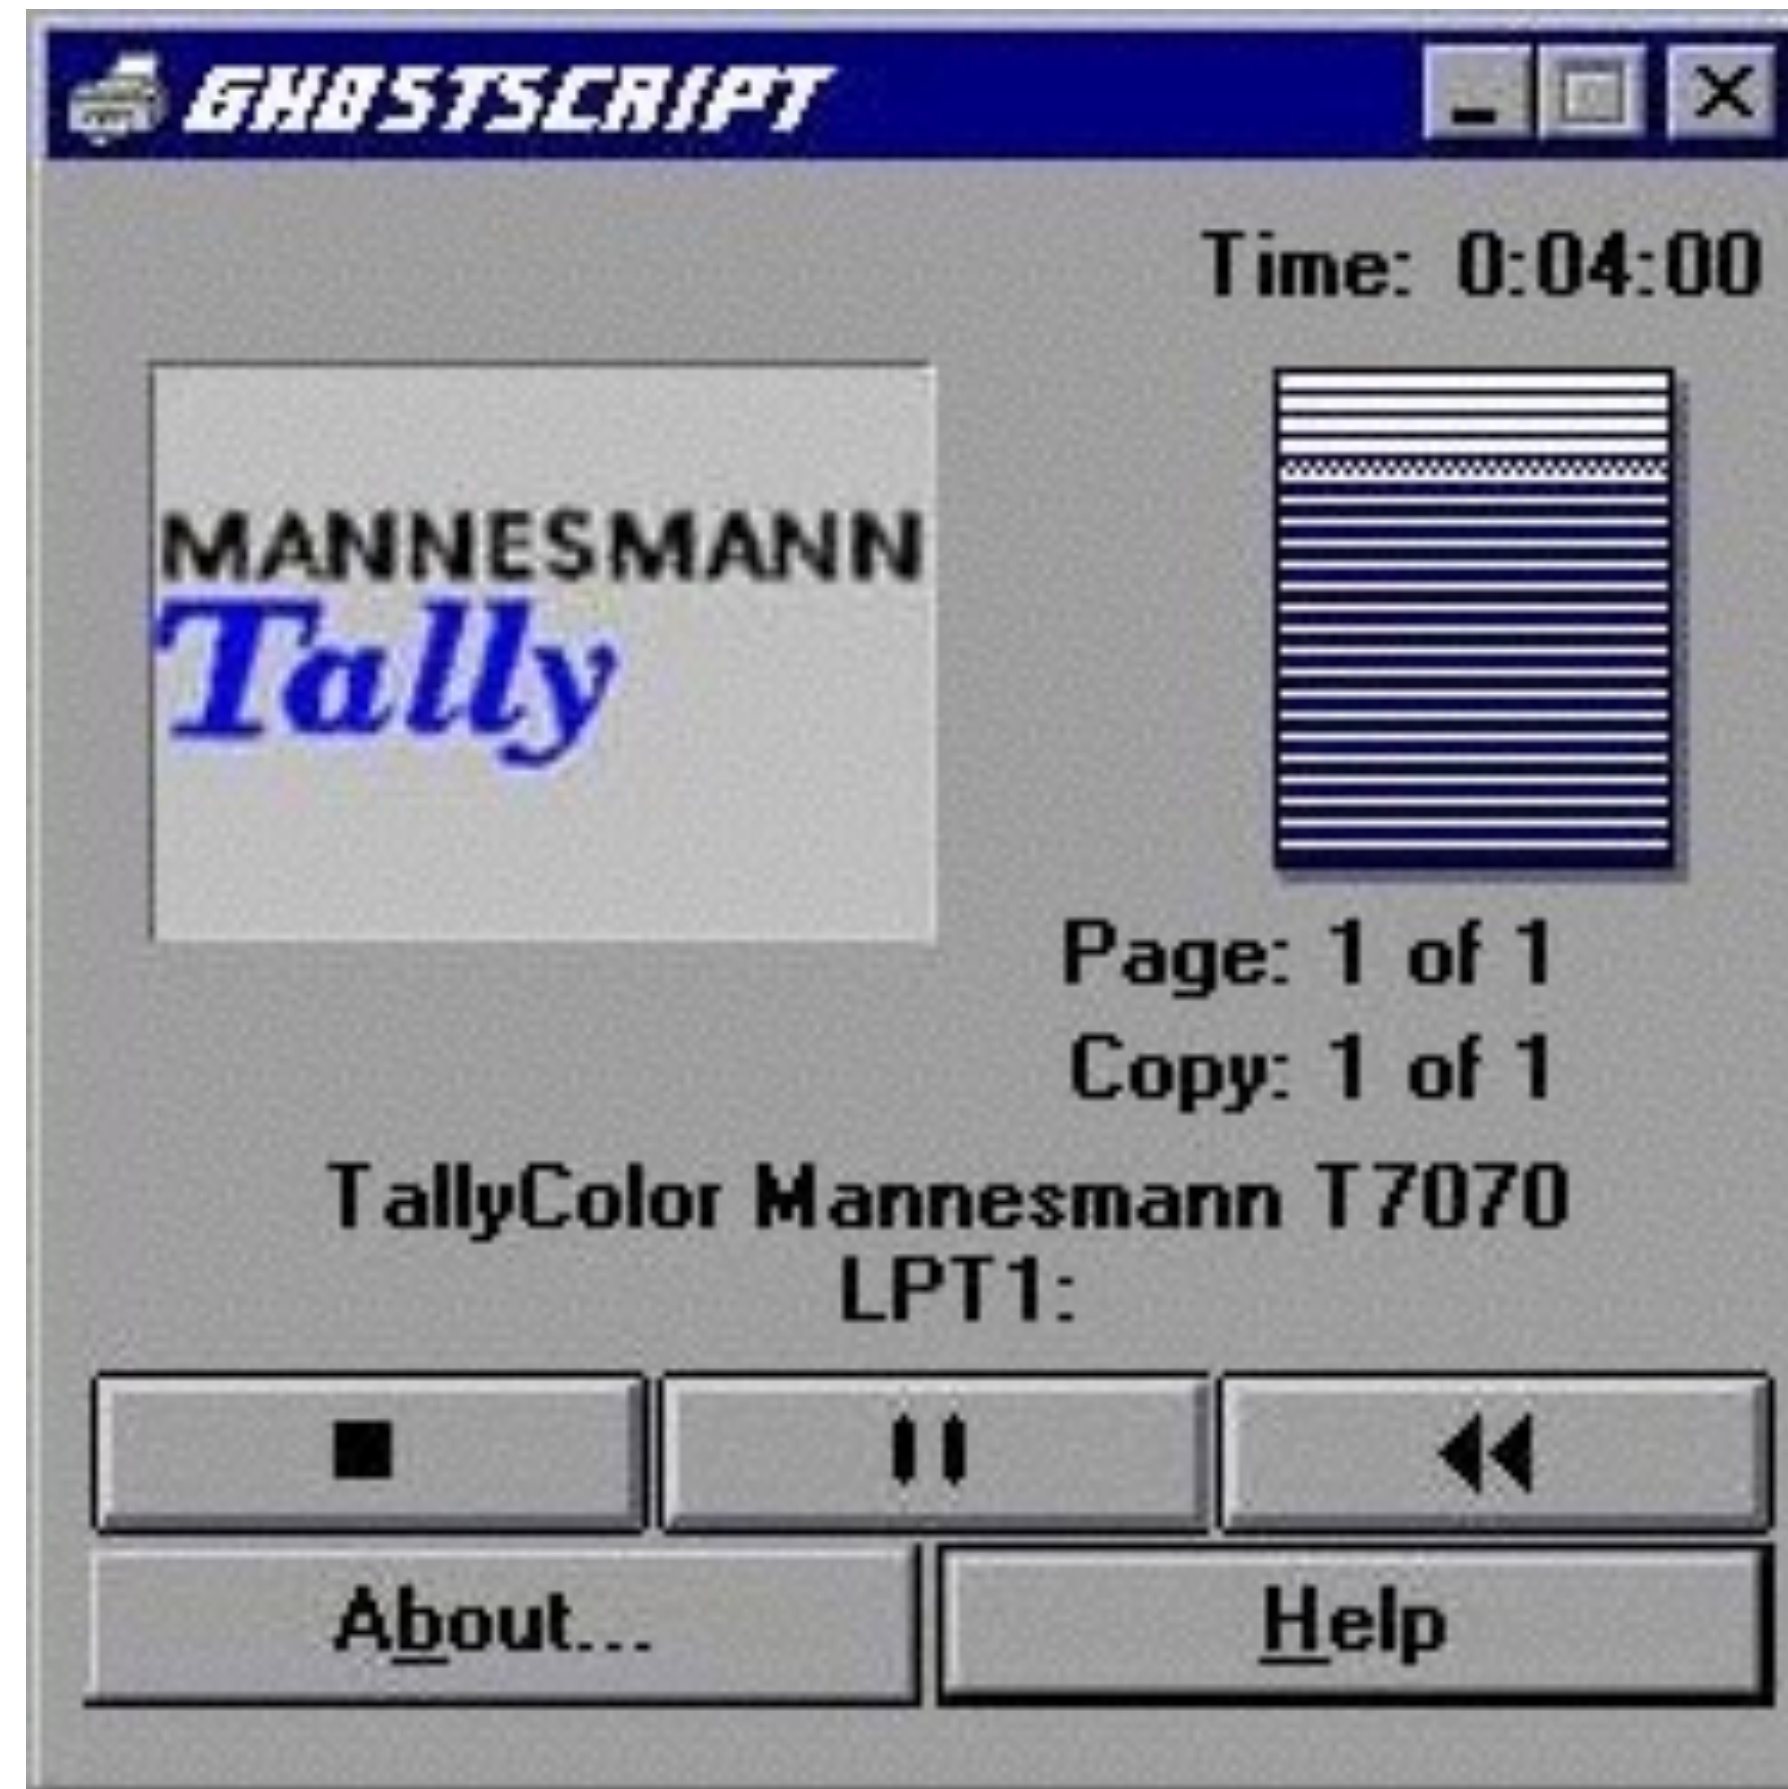 GHOSTSCRIPT
Time: 0:04:00
MANNESMANN
Tally
Page: 1 of 1
Copy: 1 of 1
TallyColor Mannesmann T7070
LPT1:
About... Help